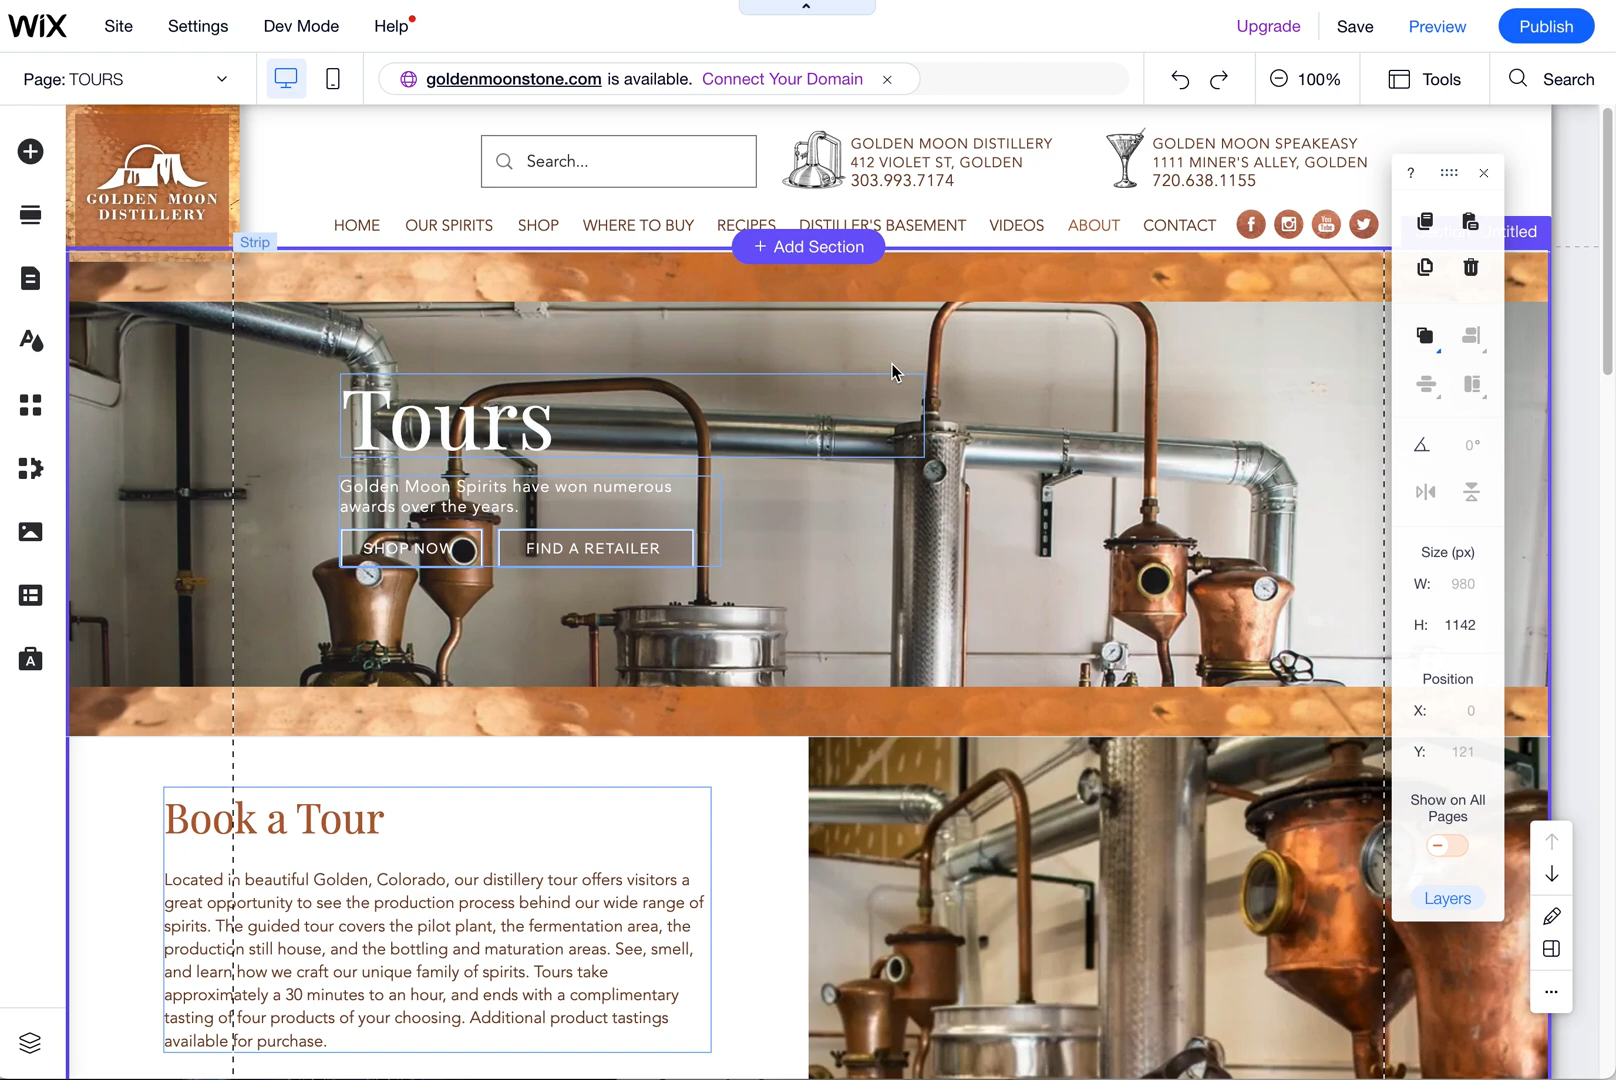 WiX
Site
Settings
Dev Mode
Help
Upgrade
Save
Preview
Publish
Page: TOURS
goldenmoonstone.com is available. Connect Your Domain
100%
Tools
Search
GOLDEN MOON
DISTILLERY
Search...
GOLDEN MOON DISTILLERY
412 VIOLET ST, GOLDEN
303.993.7174
GOLDEN MOON SPEAKEASY
1111 MINER'S ALLEY, GOLDEN
720.638.1155
HOME
OUR SPIRITS
SHOP
WHERE TO BUY
RECIPES
DISTILLER'S BASEMENT
VIDEOS
ABOUT
CONTACT
You
Tube
Strip
+ Add Section
Untitled
Tours
Golden Moon Spirits have won numerous
awards over the years.
SHOP NOW
FIND A RETAILER
Book a Tour
Located in beautiful Golden, Colorado, our distillery tour offers visitors a
great opportunity to see the production process behind our wide range of
spirits. The guided tour covers the pilot plant, the fermentation area, the
production still house, and the bottling and maturation areas. See, smell,
and learn how we craft our unique family of spirits. Tours take
approximately a 30 minutes to an hour, and ends with a complimentary
tasting of four products of your choosing. Additional product tastings
available for purchase.
?
0°
Size (px)
W: 980
H: 1142
Position
X: 0
Y: 121
Show on All
Pages
Layers